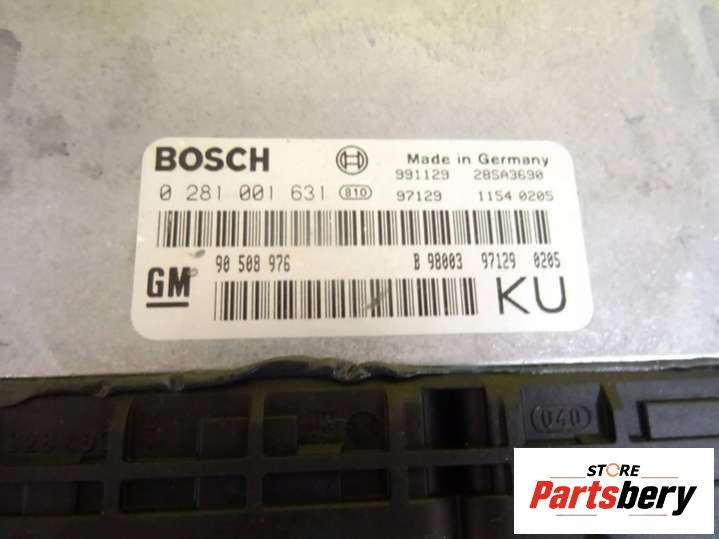 BOSCH Made in Germany
991129 28SA3690
0 281 001 631 810 97129 1154 0205
90 508 976 B 98003 97129 0205
GM KU
040
STORE
Partsbery